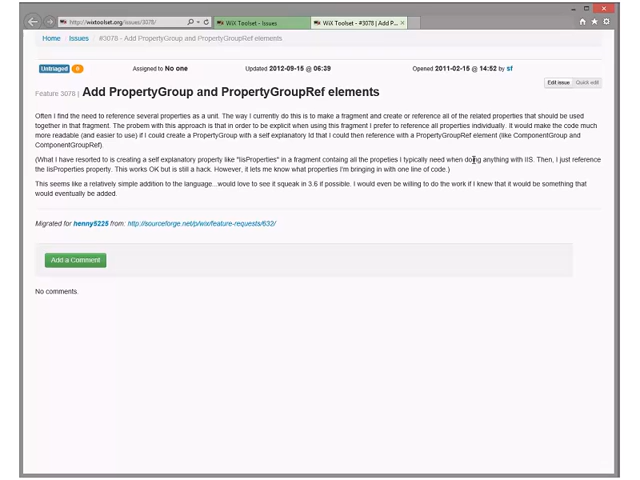 http://wixtoolset.org/issues/3078/
WiX Toolset - Issues
WiX Toolset - #3078 | Add P...
Home / Issues / #3078 - Add PropertyGroup and PropertyGroupRef elements
Untriaged 0
Assigned to No one
Updated 2012-09-15 @ 06:39
Opened 2011-02-15 @ 14:52 by sf
Edit issue Quick edit
Feature 3078 | Add PropertyGroup and PropertyGroupRef elements
Often I find the need to reference several properties as a unit. The way I currently do this is to make a fragment and create or reference all of the related properties that should be used
together in that fragment. The probem with this approach is that in order to be explicit when using this fragment I prefer to reference all properties individually. It would make the code much
more readable (and easier to use) if I could create a PropertyGroup with a self explanatory Id that I could then reference with a PropertyGroupRef element (like ComponentGroup and
ComponentGroupRef).
(What I have resorted to is creating a self explanatory property like "IisProperties" in a fragment containg all the propeties I typically need when doing anything with IIS. Then, I just reference
the IisProperties property. This works OK but is still a hack. However, it lets me know what properties I'm bringing in with one line of code.)
This seems like a relatively simple addition to the language...would love to see it squeak in 3.6 if possible. I would even be willing to do the work if I knew that it would be something that
would eventually be added.
Migrated for henny5225 from: http://sourceforge.net/p/wix/feature-requests/632/
Add a Comment
No comments.